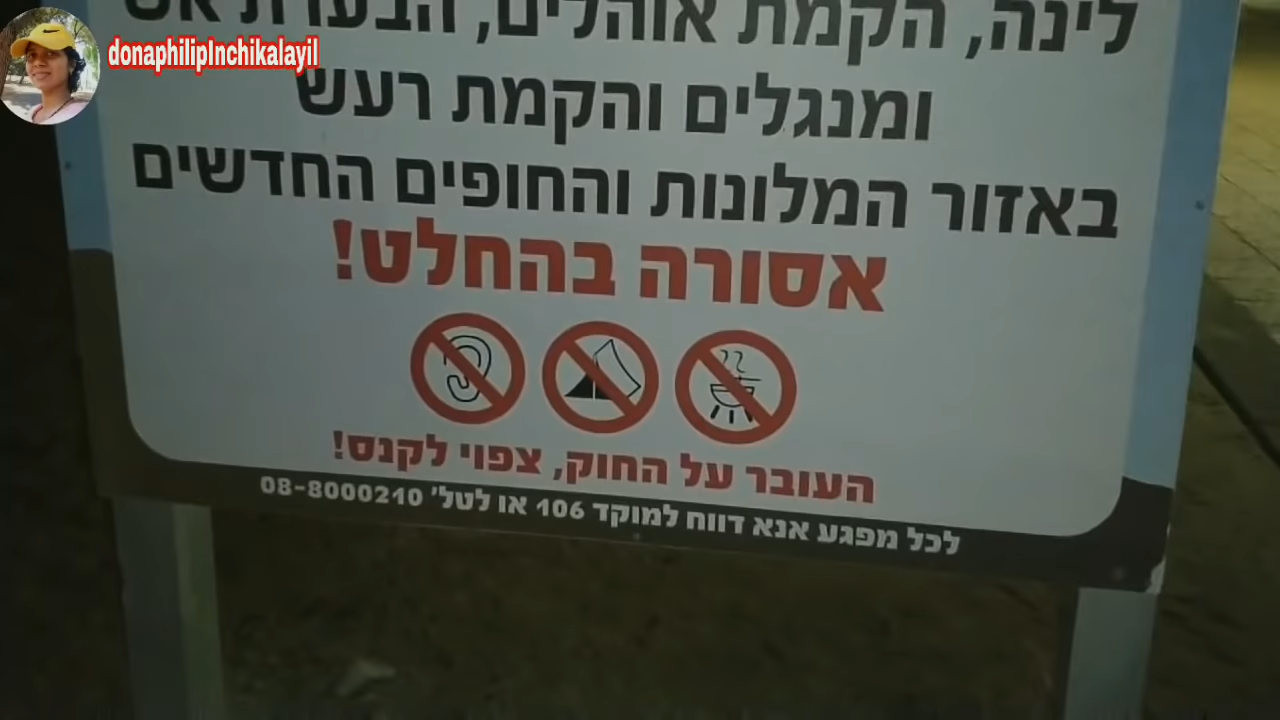 donaphilipInchikalayil
לינה, הקמת אוהלים, הבערת אש
ומנגלים והקמת רעש
באזור המלונות והחופים החדשים
אסורה בהחלט!
העובר על החוק, צפוי לקנס!
לכל מפגע אנא דווח למוקד 106 או לטל' 08-8000210